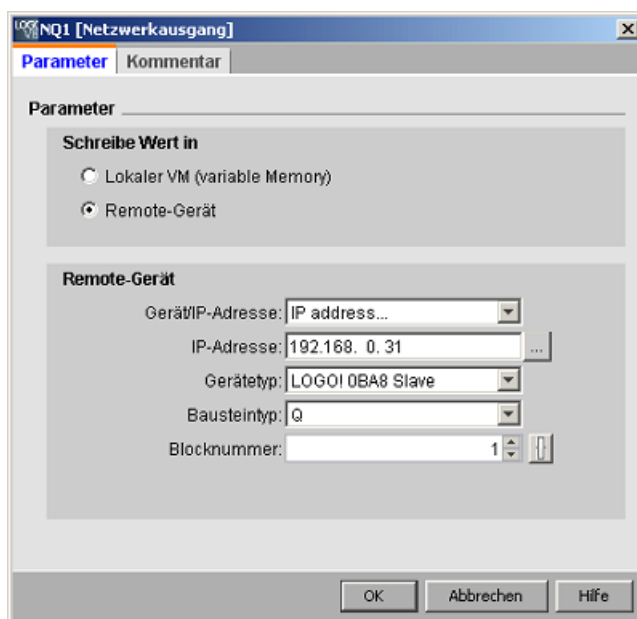 NQ1 [Netzwerkausgang]
Parameter Kommentar
Parameter
Schreibe Wert in
Lokaler VM (variable Memory)
Remote-Gerät
Remote-Gerät
Gerät/IP-Adresse: IP address...
IP-Adresse: 192.168. 0. 31 ...
Gerätetyp: LOGO! 0BA8 Slave
Bausteintyp: Q
Blocknummer: 1
OK Abbrechen Hilfe